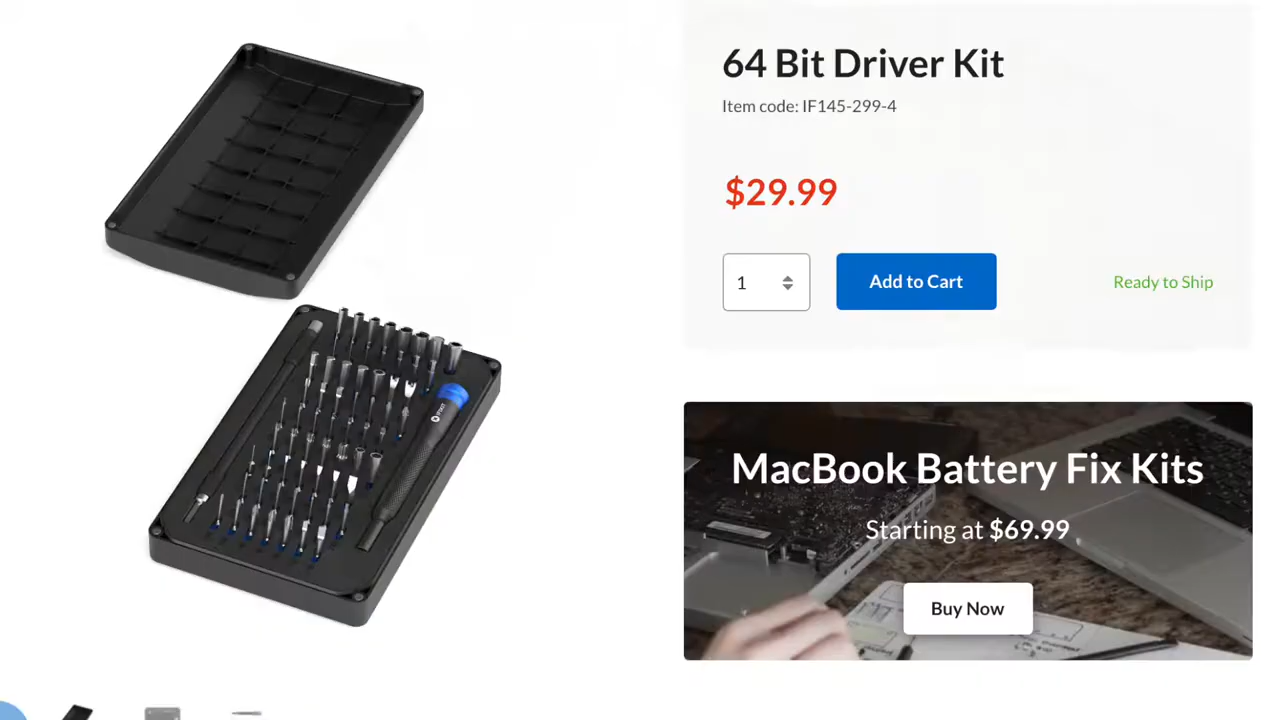 64 Bit Driver Kit
Item code: IF145-299-4
$29.99
1
Add to Cart
Ready to Ship
MacBook Battery Fix Kits
Starting at $69.99
Buy Now